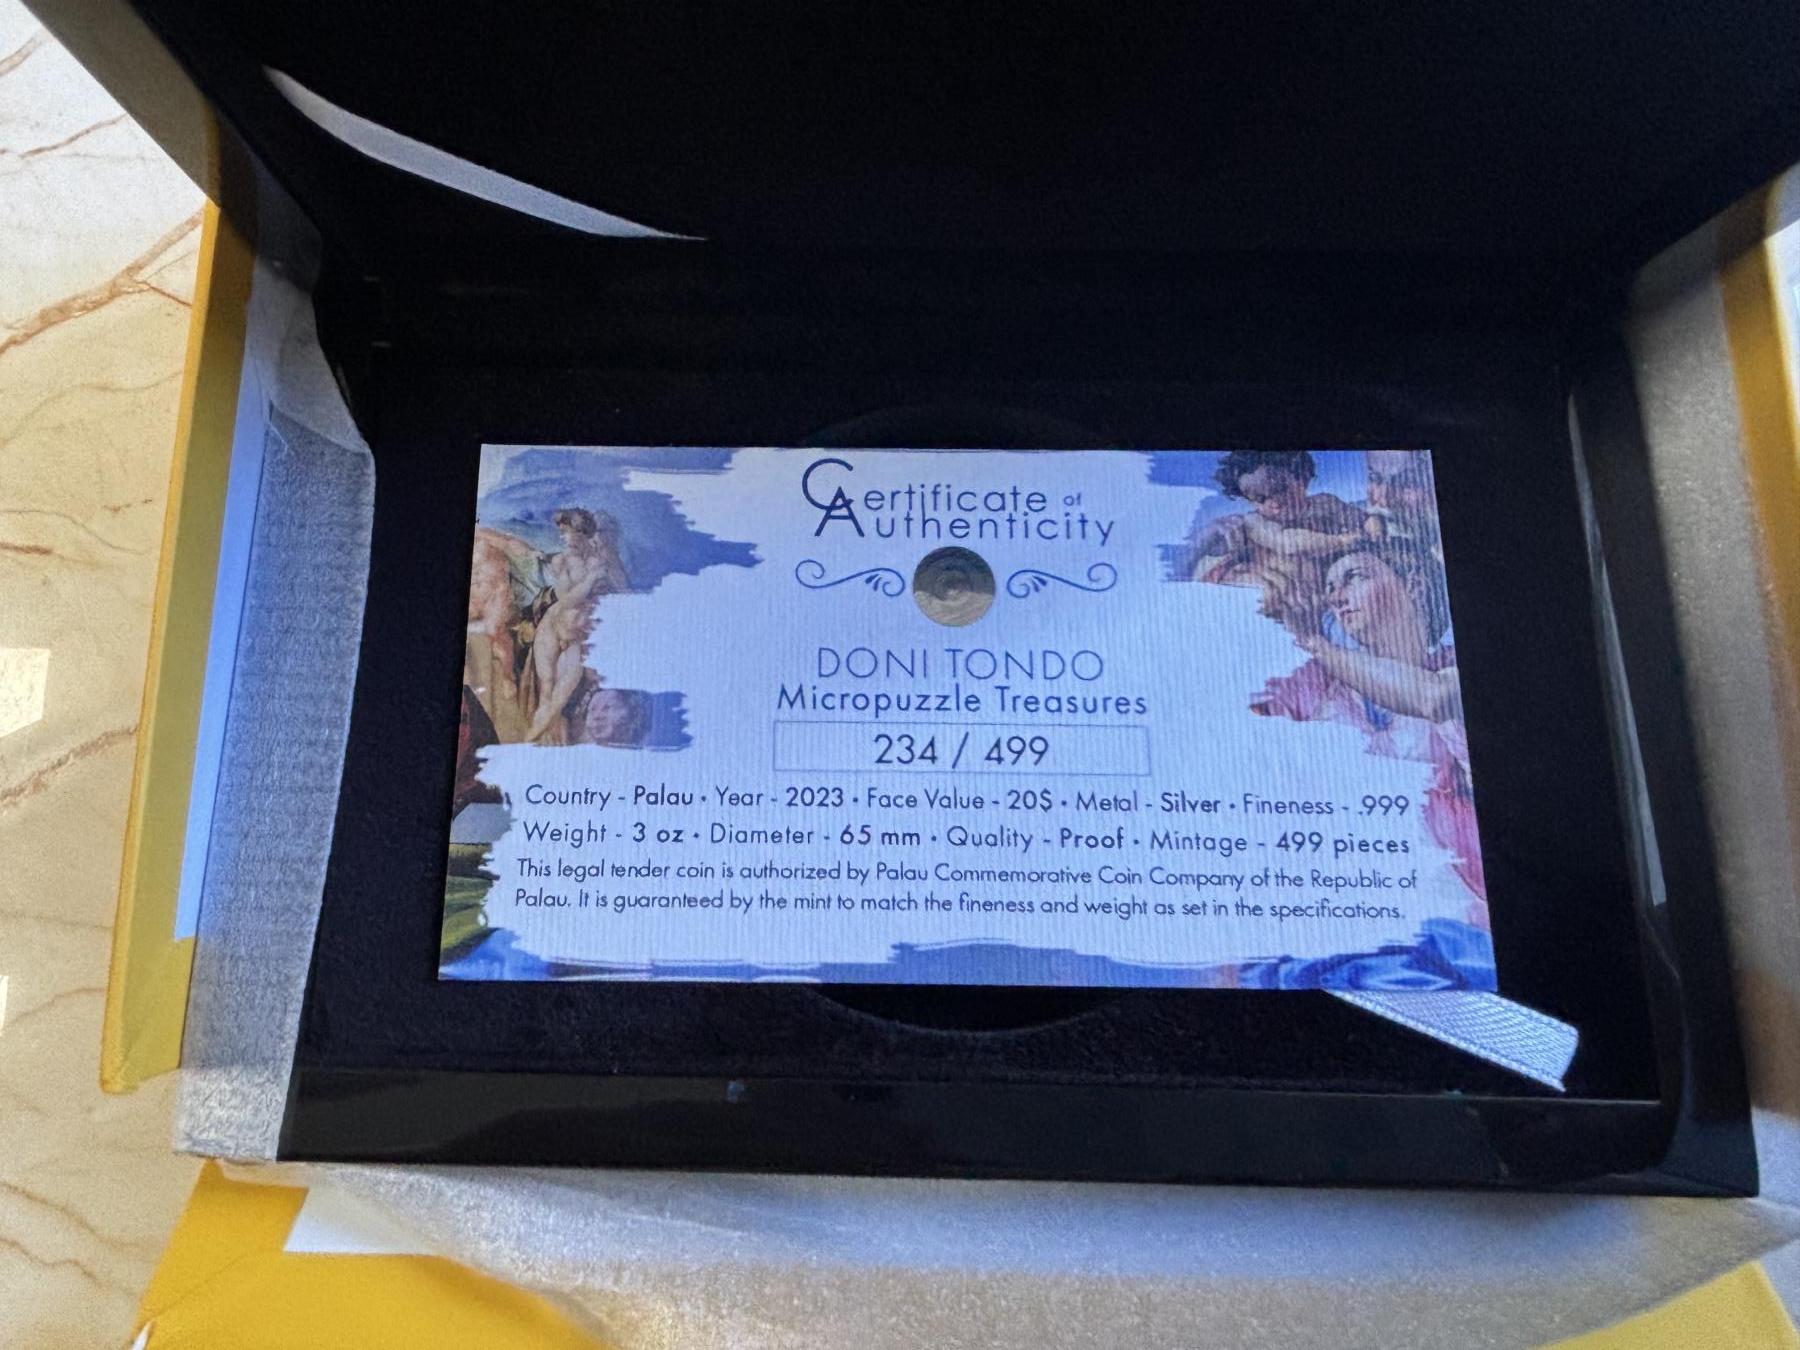 Certificate of
Authenticity
DONI TONDO
Micropuzzle Treasures
234 / 499
Country - Palau • Year - 2023 • Face Value - 20$ • Metal - Silver • Fineness - .999
Weight - 3 oz • Diameter - 65 mm • Quality - Proof • Mintage - 499 pieces
This legal tender coin is authorized by Palau Commemorative Coin Company of the Republic of
Palau. It is guaranteed by the mint to match the fineness and weight as set in the specifications.